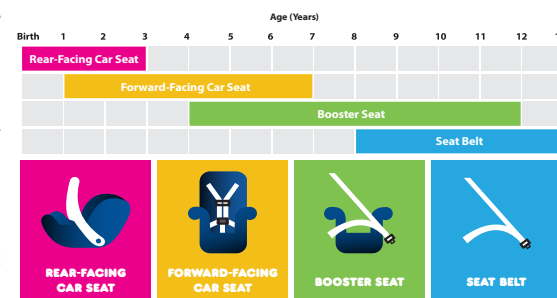 Age (Years)
Birth 1 2 3 4 5 6 7 8 9 10 11 12
Rear-Facing Car Seat
Forward-Facing Car Seat
Booster Seat
Seat Belt
REAR-FACING
CAR SEAT
FORWARD-FACING
CAR SEAT
BOOSTER SEAT
SEAT BELT